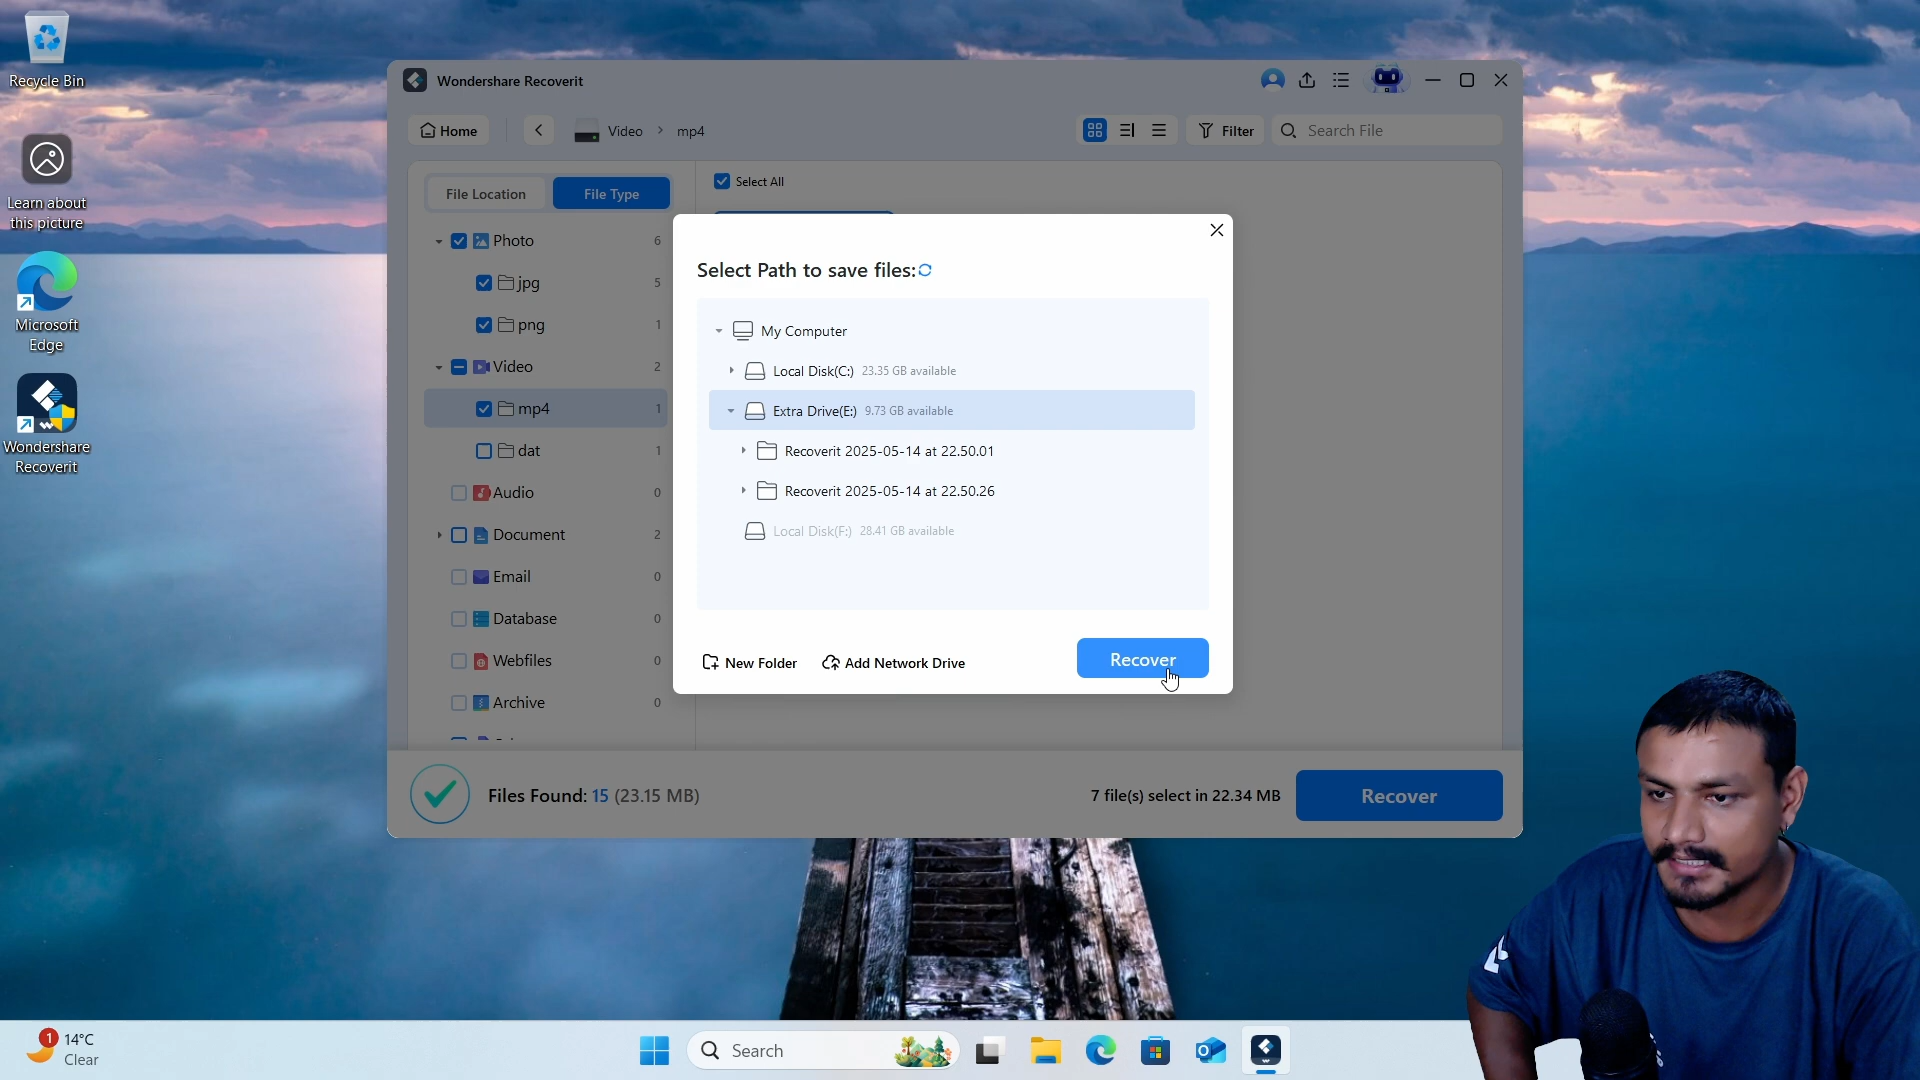 Recycle Bin
Learn about
this picture
Microsoft
Edge
Wondershare
Recoverit
Wondershare Recoverit
Home
Video
mp4
Filter
Search File
File Location
File Type
Select All
Photo 6
jpg 5
png 1
Video 2
mp4 1
dat 1
Audio 0
Document 2
Email 0
Database 0
Webfiles 0
Archive 0
Select Path to save files:
My Computer
Local Disk(C:) 23.35 GB available
Extra Drive(E:) 9.73 GB available
Recoverit 2025-05-14 at 22.50.01
Recoverit 2025-05-14 at 22.50.26
Local Disk(F:) 28.41 GB available
New Folder
Add Network Drive
Recover
Files Found: 15 (23.15 MB)
7 file(s) select in 22.34 MB
Recover
1
14°C
Clear
Search